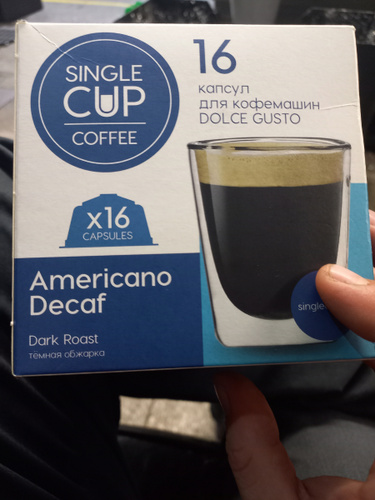 SINGLE
CUP
COFFEE
16
капсул
для кофемашин
DOLCE GUSTO
x16
CAPSULES
Americano
Decaf
Dark Roast
тёмная обжарка
single